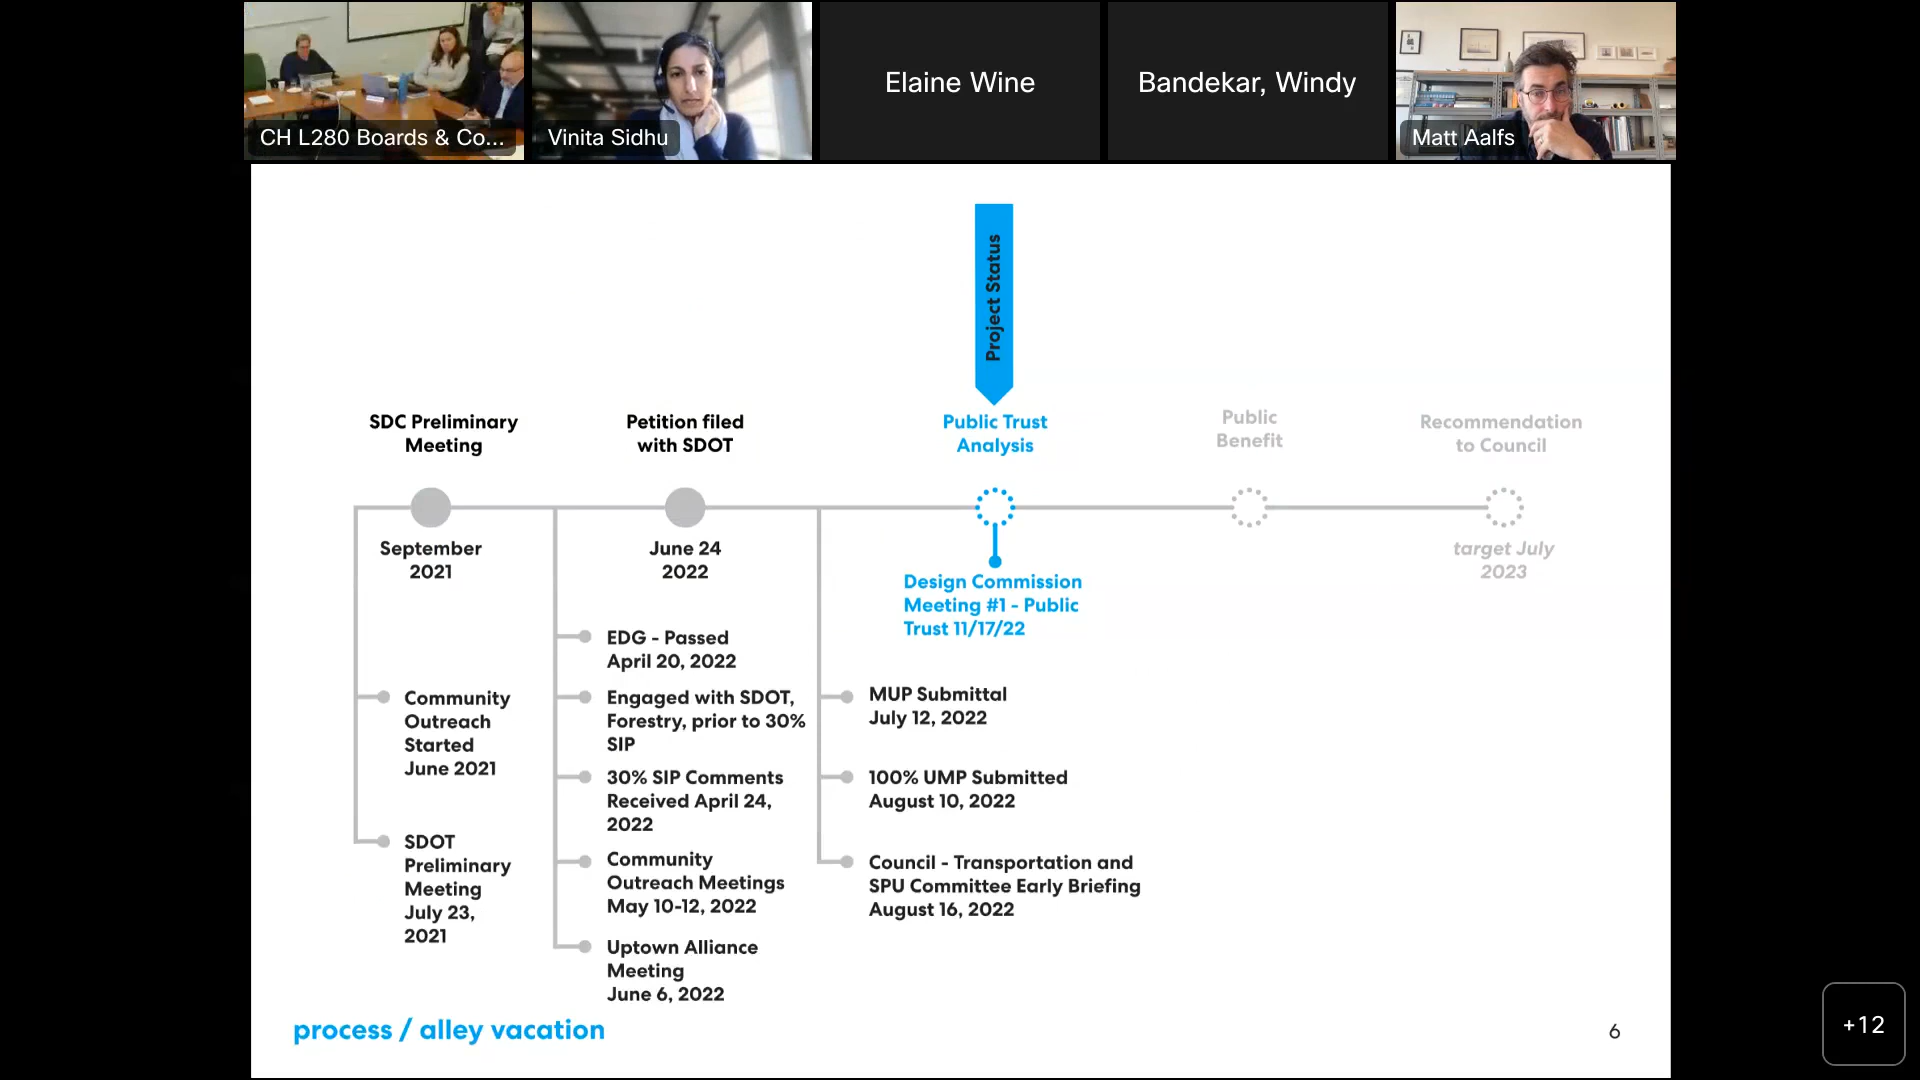 CH L280 Boards & Co...
Vinita Sidhu
Elaine Wine
Bandekar, Windy
Matt Aalfs
Project Status
SDC Preliminary
Meeting
Petition filed
with SDOT
Public Trust
Analysis
Public
Benefit
Recommendation
to Council
September
2021
June 24
2022
target July
2023
Design Commission
Meeting #1 - Public
Trust 11/17/22
Community
Outreach
Started
June 2021
SDOT
Preliminary
Meeting
July 23,
2021
EDG - Passed
April 20, 2022
Engaged with SDOT,
Forestry, prior to 30%
SIP
30% SIP Comments
Received April 24,
2022
Community
Outreach Meetings
May 10-12, 2022
Uptown Alliance
Meeting
June 6, 2022
MUP Submittal
July 12, 2022
100% UMP Submitted
August 10, 2022
Council - Transportation and
SPU Committee Early Briefing
August 16, 2022
process / alley vacation
6
+12